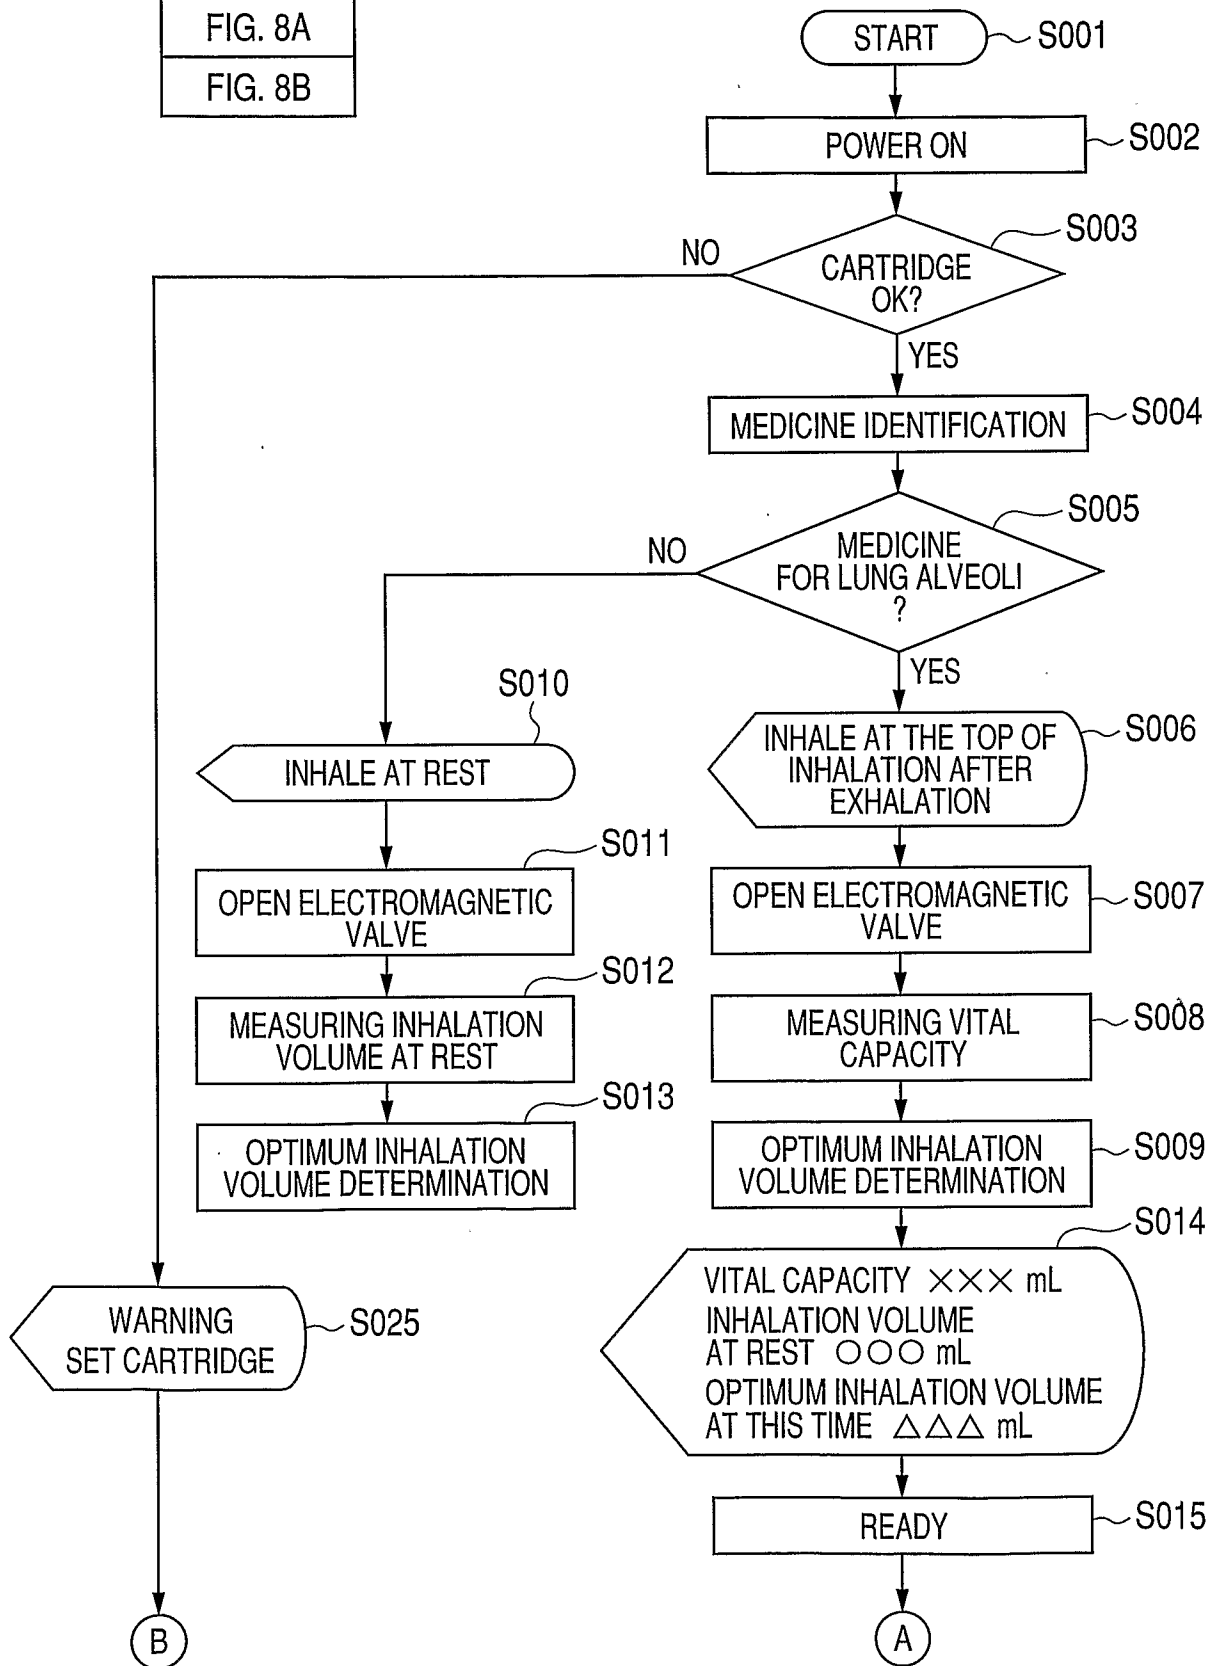 FIG. 8A
FIG. 8B
START
S001
POWER ON
S002
CARTRIDGE
OK?
S003
NO
YES
MEDICINE IDENTIFICATION
S004
MEDICINE
FOR LUNG ALVEOLI
?
S005
NO
YES
S010
INHALE AT REST
INHALE AT THE TOP OF
INHALATION AFTER
EXHALATION
S006
S011
OPEN ELECTROMAGNETIC
VALVE
OPEN ELECTROMAGNETIC
VALVE
S007
S012
MEASURING INHALATION
VOLUME AT REST
MEASURING VITAL
CAPACITY
S008
S013
OPTIMUM INHALATION
VOLUME DETERMINATION
OPTIMUM INHALATION
VOLUME DETERMINATION
S009
S014
VITAL CAPACITY ××× mL
INHALATION VOLUME
AT REST ○○○ mL
OPTIMUM INHALATION VOLUME
AT THIS TIME △△△ mL
WARNING
SET CARTRIDGE
S025
READY
S015
B
A